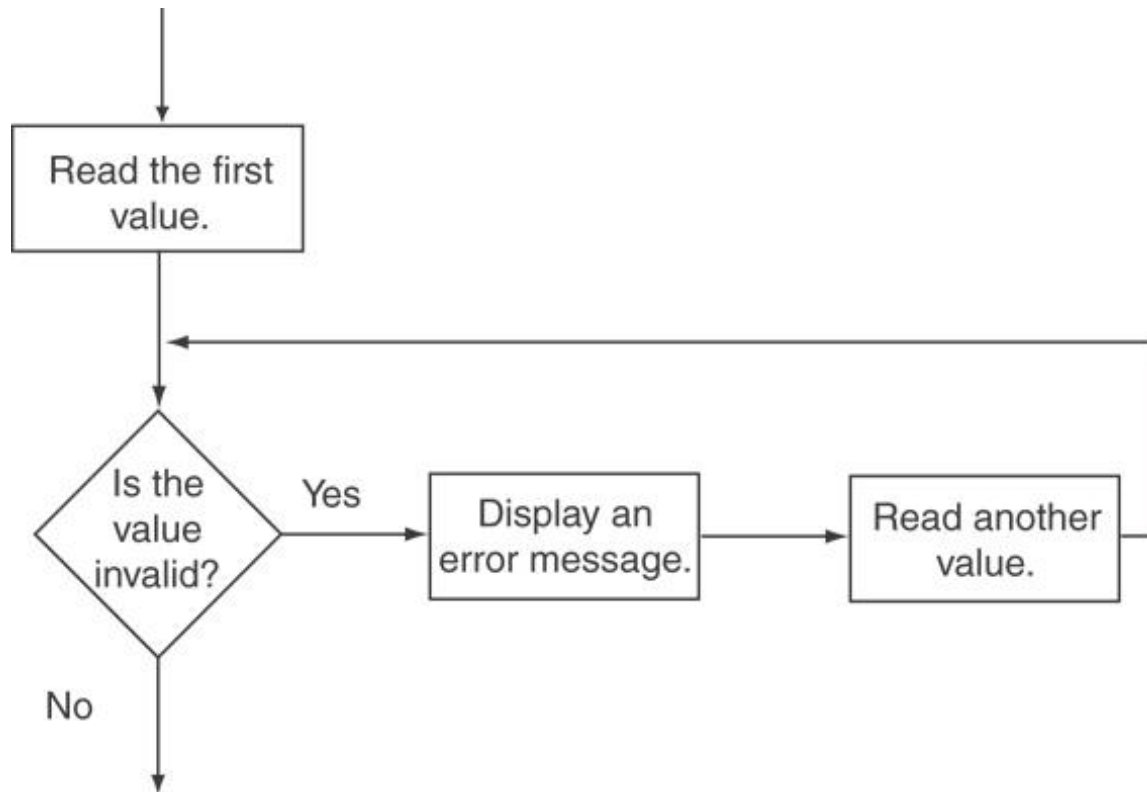 Read the first
value.
Is the
value
invalid?
Yes
Display an
error message.
Read another
value.
No